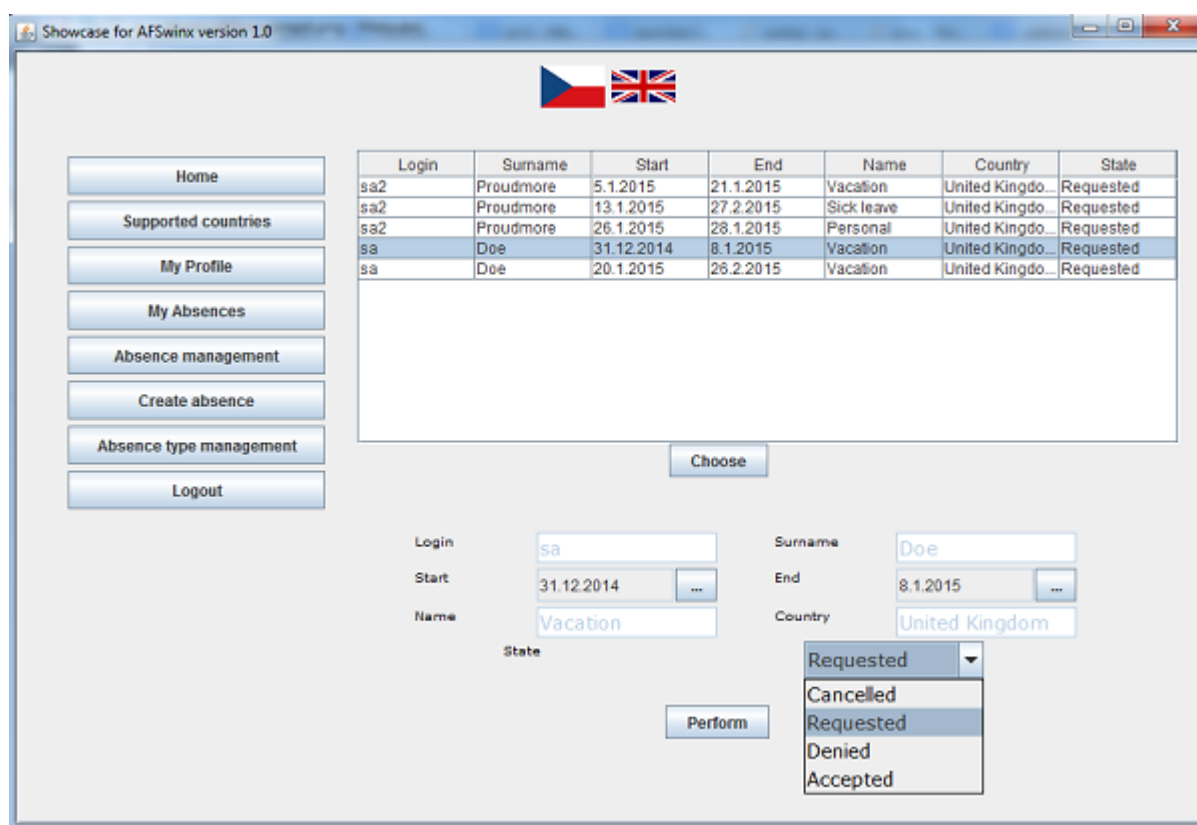 Showcase for AFSwinx version 1.0
Home
Supported countries
My Profile
My Absences
Absence management
Create absence
Absence type management
Logout
Login Surname Start End Name Country State
sa2 Proudmore 5.1.2015 21.1.2015 Vacation United Kingdo... Requested
sa2 Proudmore 13.1.2015 27.2.2015 Sick leave United Kingdo... Requested
sa2 Proudmore 26.1.2015 28.1.2015 Personal United Kingdo... Requested
sa Doe 31.12.2014 8.1.2015 Vacation United Kingdo... Requested
sa Doe 20.1.2015 26.2.2015 Vacation United Kingdo... Requested
Choose
Login sa Surname Doe
Start 31.12.2014 ... End 8.1.2015 ...
Name Vacation Country United Kingdom
State Requested
Cancelled
Requested
Denied
Accepted
Perform